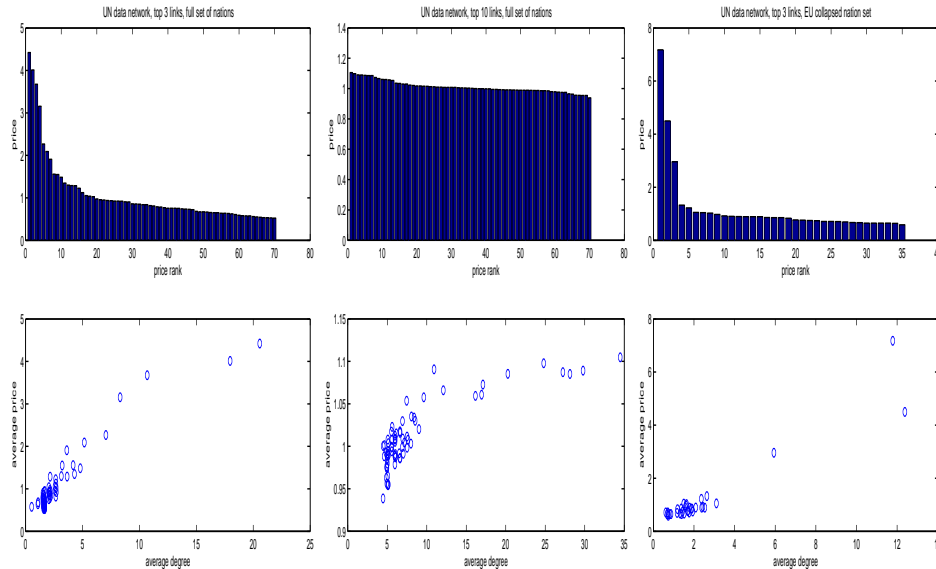 UN data network, top 3 links, full set of nations
UN data network, top 10 links, full set of nations
UN data network, top 3 links, EU collapsed nation set
5
4
3
2
1
0
price
0 10 20 30 40 50 60 70 80
price rank
1.4
1.2
1
0.8
0.6
0.4
0.2
0
price
0 10 20 30 40 50 60 70 80
price rank
8
6
4
2
0
price
0 5 10 15 20 25 30 35
price rank
5
4
3
2
1
0
average price
0 5 10 15 20 25
average degree
1.15
1.1
1.05
1
0.95
0.9
average price
0 5 10 15 20 25 30 35
average degree
8
6
4
2
0
average price
0 2 4 6 8 10 12
average degree